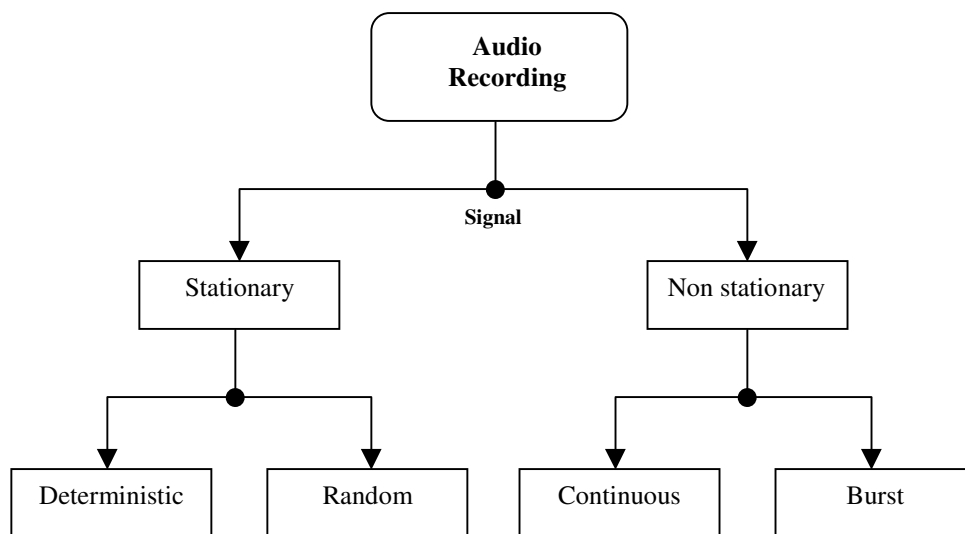 Audio
Recording
Signal
Stationary
Non stationary
Deterministic
Random
Continuous
Burst